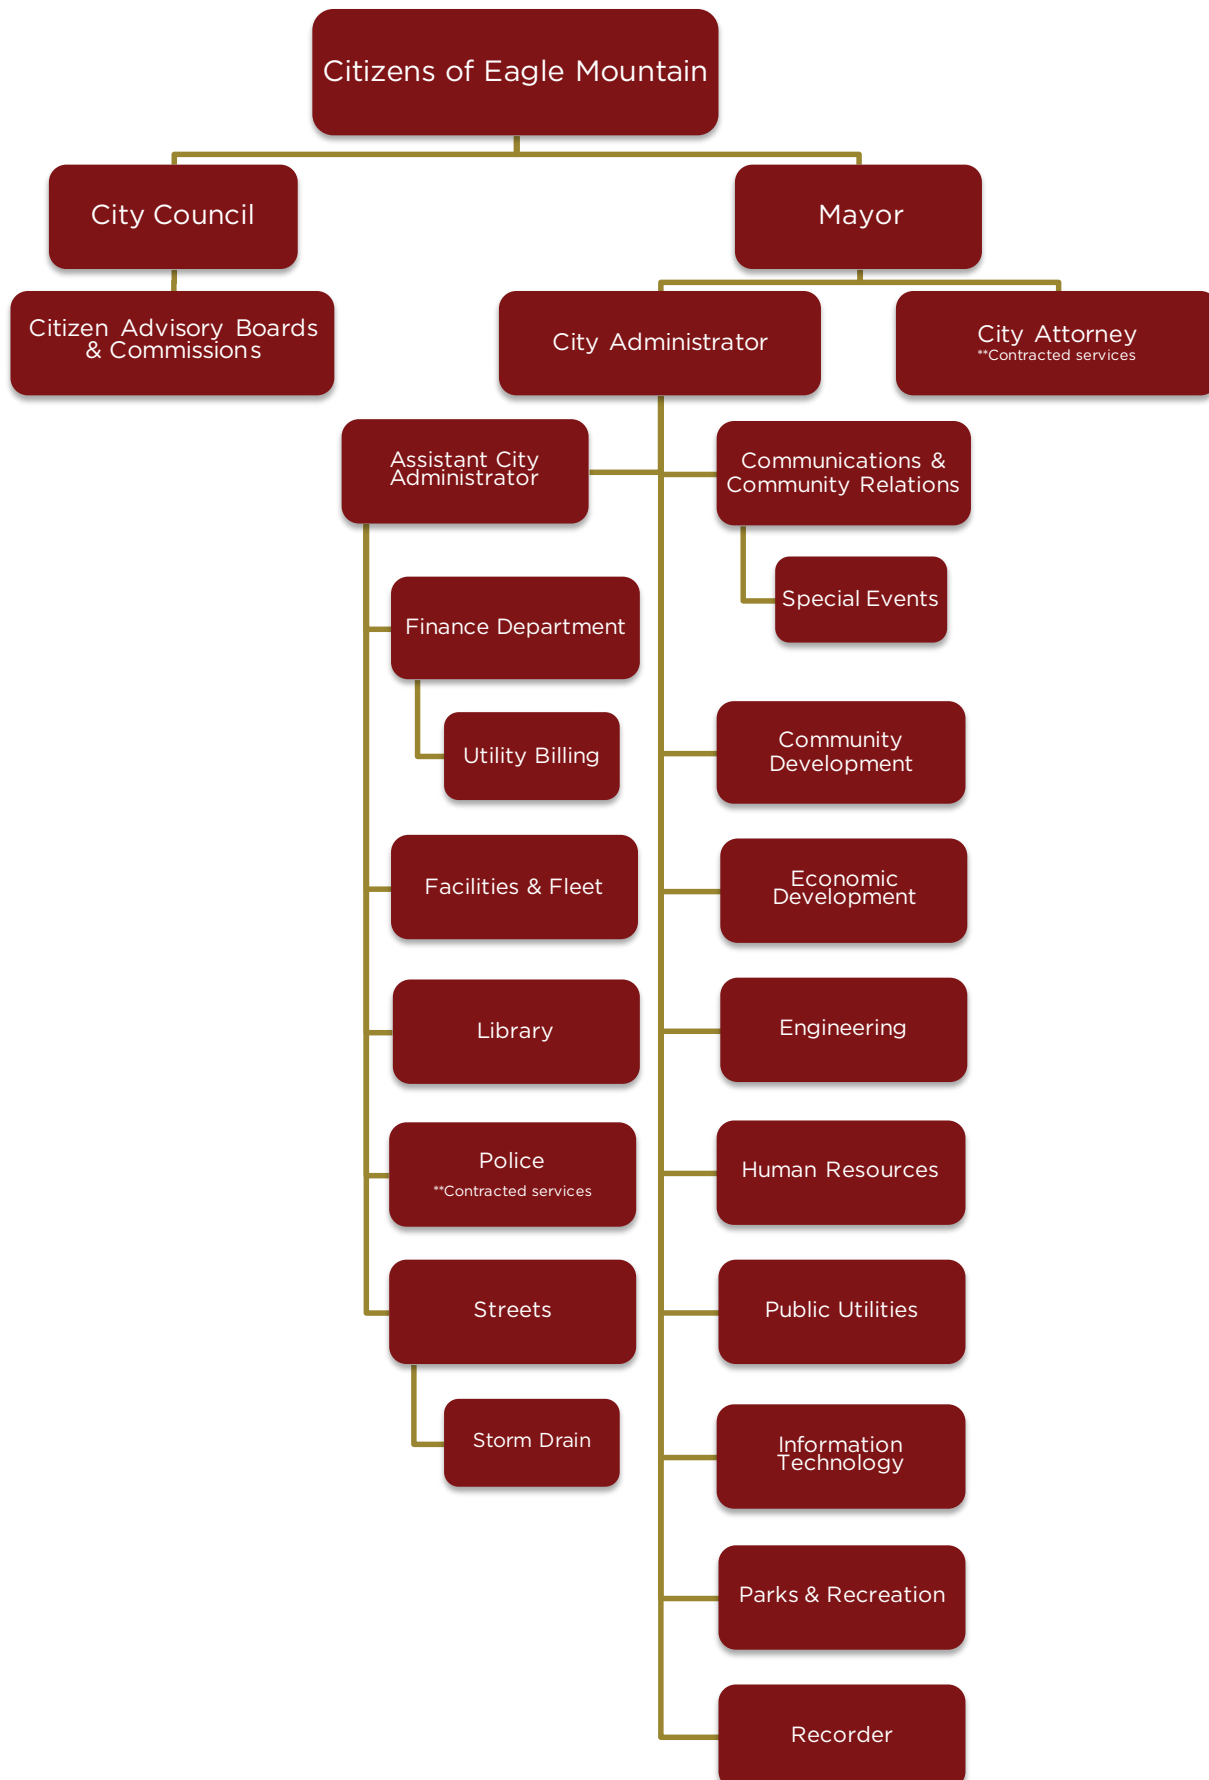 Citizens of Eagle Mountain
City Council
Mayor
Citizen Advisory Boards
& Commissions
City Administrator
City Attorney
**Contracted services
Assistant City
Administrator
Communications &
Community Relations
Special Events
Finance Department
Utility Billing
Community
Development
Facilities & Fleet
Economic
Development
Library
Engineering
Police
**Contracted services
Human Resources
Streets
Public Utilities
Storm Drain
Information
Technology
Parks & Recreation
Recorder